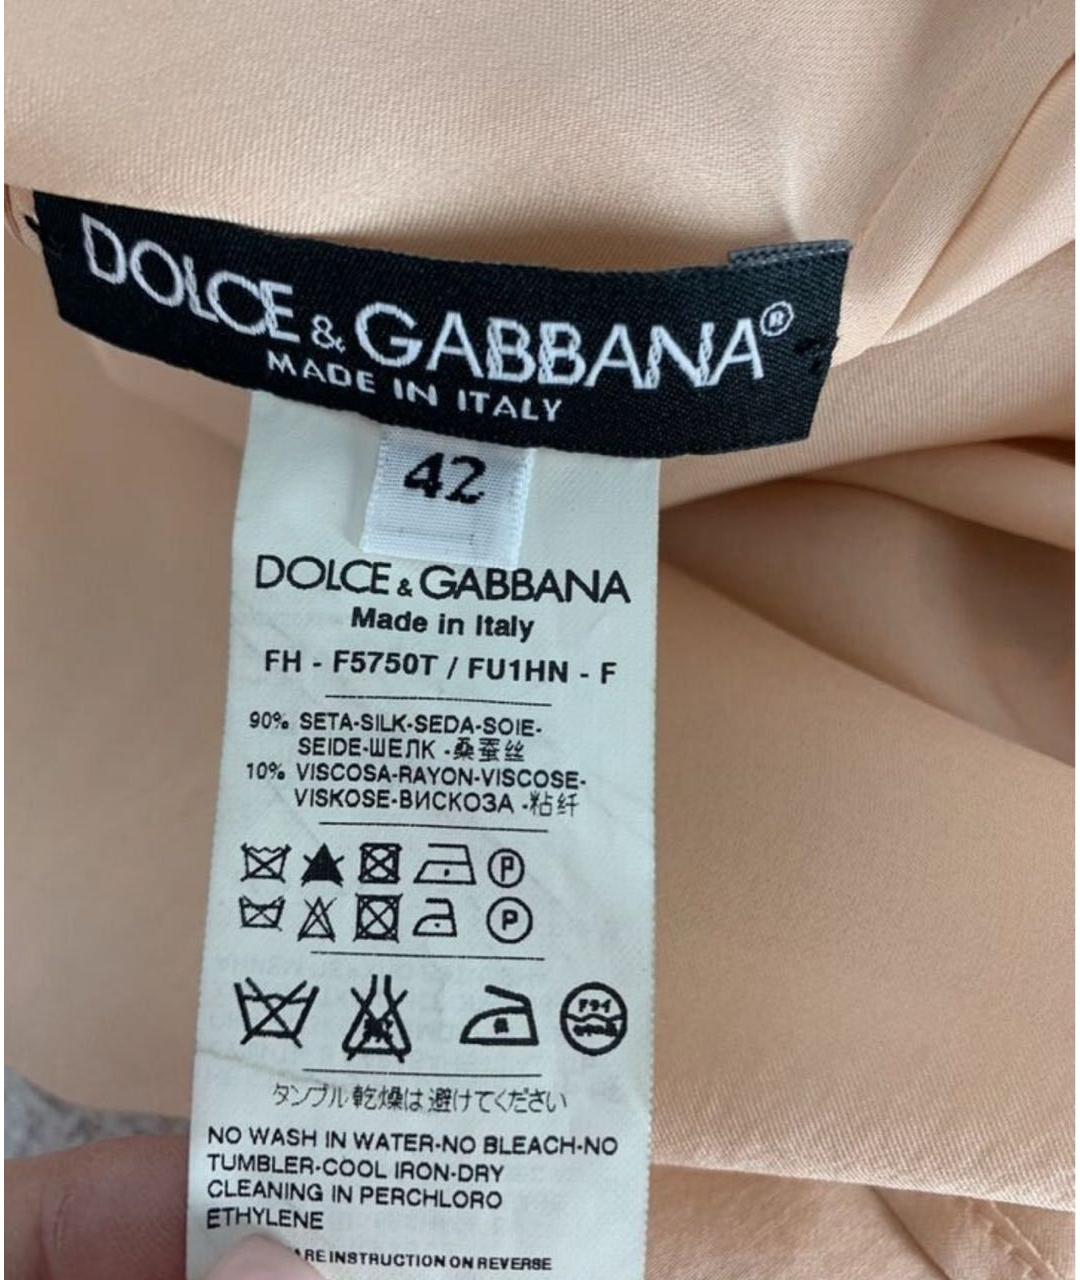 DOLCE & GABBANA®
MADE IN ITALY
42
DOLCE & GABBANA
Made in Italy
FH - F5750T / FU1HN - F
90% SETA-SILK-SEDA-SOIE-
SEIDE-ШЕЛК -桑蚕丝
10% VISCOSA-RAYON-VISCOSE-
VISKOSE-ВИСКОЗА -粘纤
P
P
ドライ
タンブル乾燥は避けてください
NO WASH IN WATER-NO BLEACH-NO
TUMBLER-COOL IRON-DRY
CLEANING IN PERCHLORO
ETHYLENE
INSTRUCTION ON REVERSE